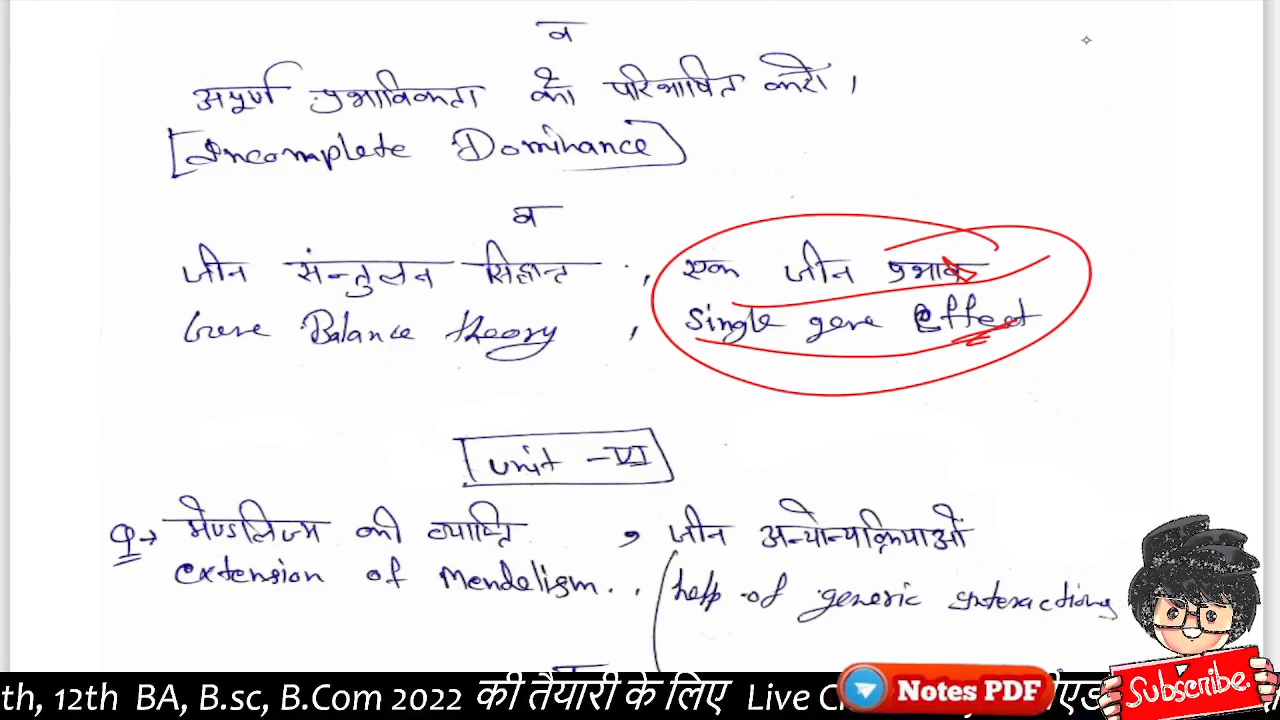 व
अपूर्ण प्रभाविकता को परिभाषित करो ।
[Incomplete Dominance]
व
जीन संन्तुलन सिद्धान्त , एक जीन प्रभाव
Gene Balance theory , Single gene Effect
Unit - VI
Q→ मेण्डलिज्म की व्याप्ति , जीन अन्योन्यक्रियाओं
extension of mendelism . . (help of generic interactions
th, 12th BA, B.sc, B.Com 2022 की तैयारी के लिए Live C
Notes PDF
Subscribe